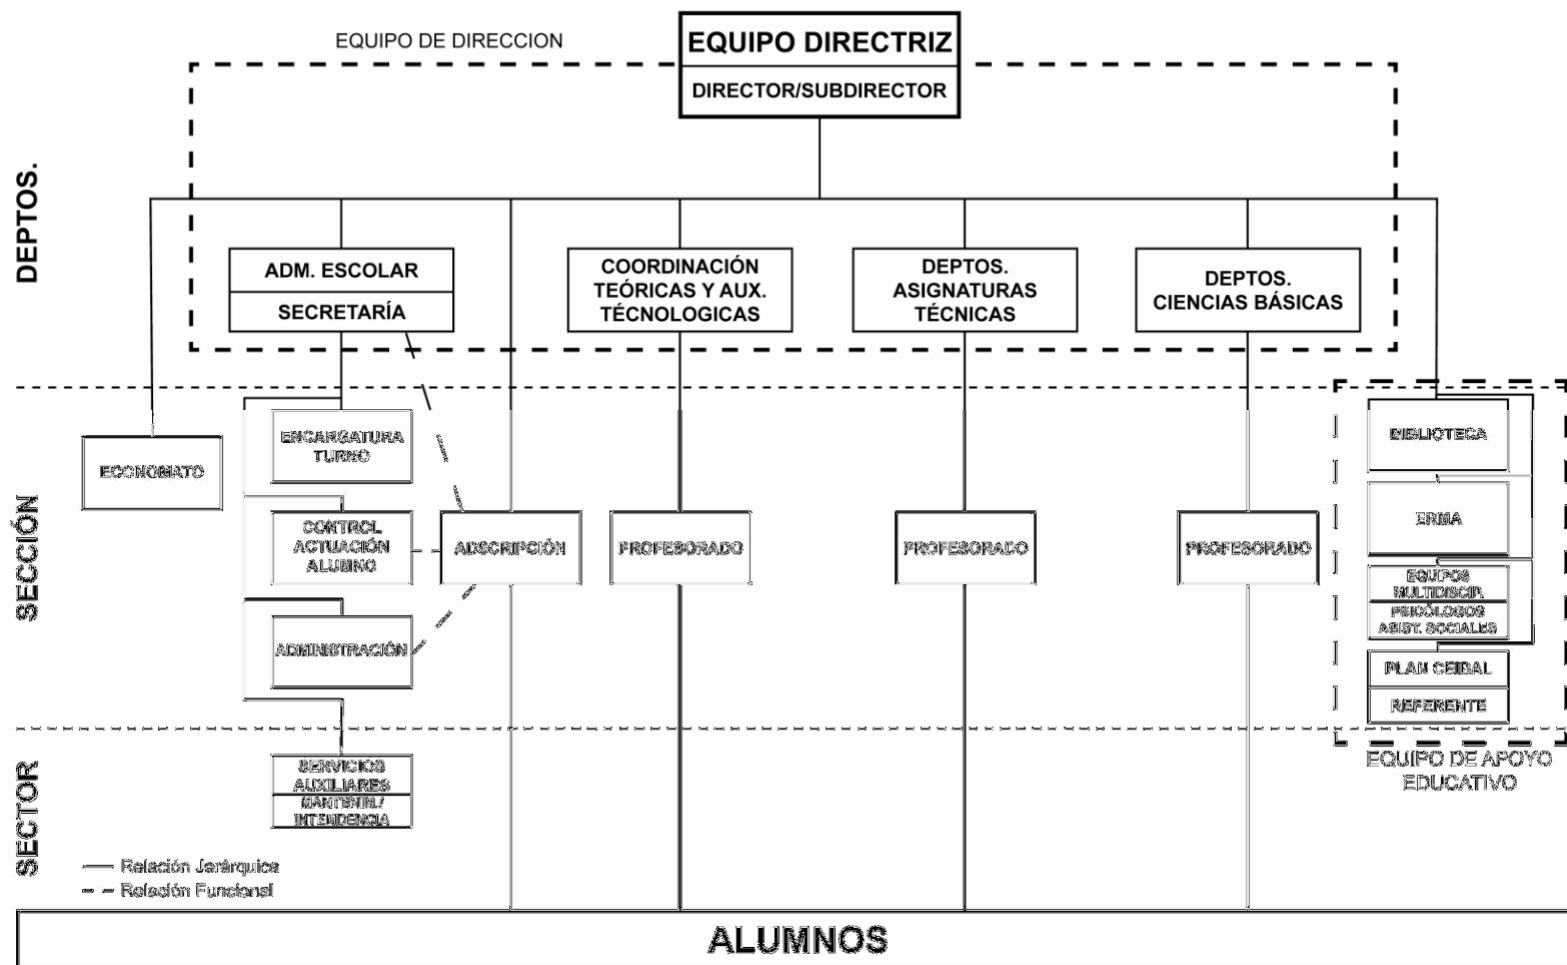 EQUIPO DE DIRECCION
EQUIPO DIRECTRIZ
DIRECTOR/SUBDIRECTOR
DEPTOS.
ADM. ESCOLAR
SECRETARÍA
COORDINACIÓN
TEÓRICAS Y AUX.
TÉCNOLOGICAS
DEPTOS.
ASIGNATURAS
TÉCNICAS
DEPTOS.
CIENCIAS BÁSICAS
SECCIÓN
ECONOMATO
ENCARGATURA
TURNO
CONTROL
ACTUACIÓN
ALUMNO
ADMINISTRACIÓN
ADSCRIPCIÓN
PROFESORADO
PROFESORADO
PROFESORADO
BIBLIOTECA
ERMA
EQUIPOS
MULTIDISCIP.
PSICÓLOGOS
ASIST. SOCIALES
PLAN CEIBAL
REFERENTE
EQUIPO DE APOYO
EDUCATIVO
SECTOR
SERVICIOS
AUXILIARES
MANTENIM./
INTENDENCIA
Relación Jerárquica
Relación Funcional
ALUMNOS